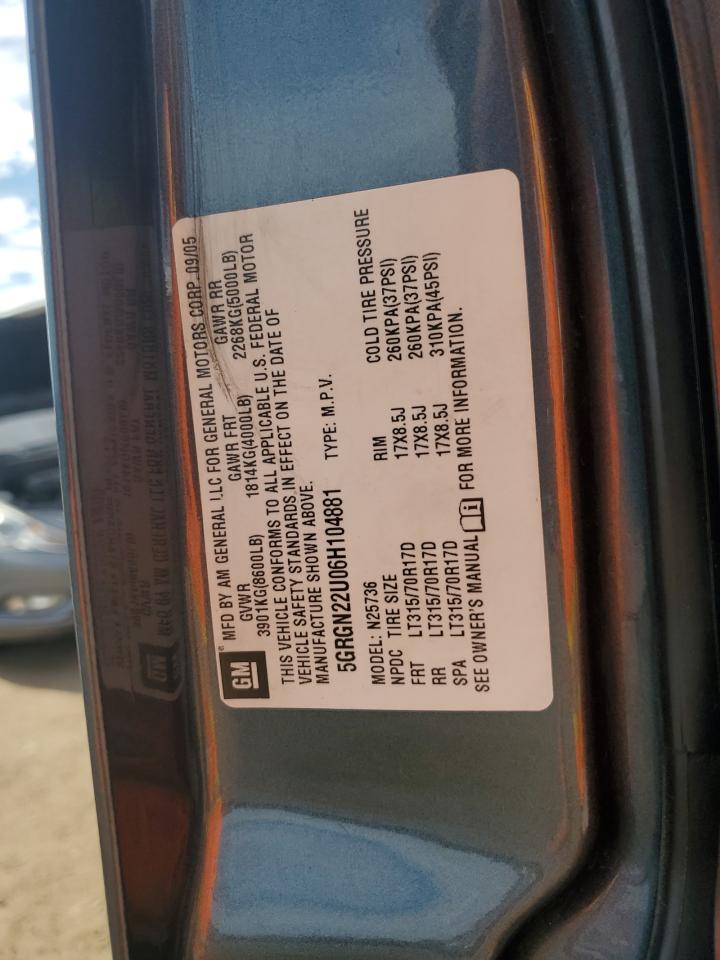 GM® MFD BY AM GENERAL LLC FOR GENERAL MOTORS CORP 09/05
GVWR GAWR FRT GAWR RR
3901KG(8600LB) 1814KG(4000LB) 2268KG(5000LB)
THIS VEHICLE CONFORMS TO ALL APPLICABLE U.S. FEDERAL MOTOR
VEHICLE SAFETY STANDARDS IN EFFECT ON THE DATE OF
MANUFACTURE SHOWN ABOVE.
5GRGN22U06H104881 TYPE: M.P.V.
MODEL: N25736
NPDC TIRE SIZE RIM COLD TIRE PRESSURE
FRT LT315/70R17D 17X8.5J 260KPA(37PSI)
RR LT315/70R17D 17X8.5J 260KPA(37PSI)
SPA LT315/70R17D 17X8.5J 310KPA(45PSI)
SEE OWNER'S MANUAL FOR MORE INFORMATION.